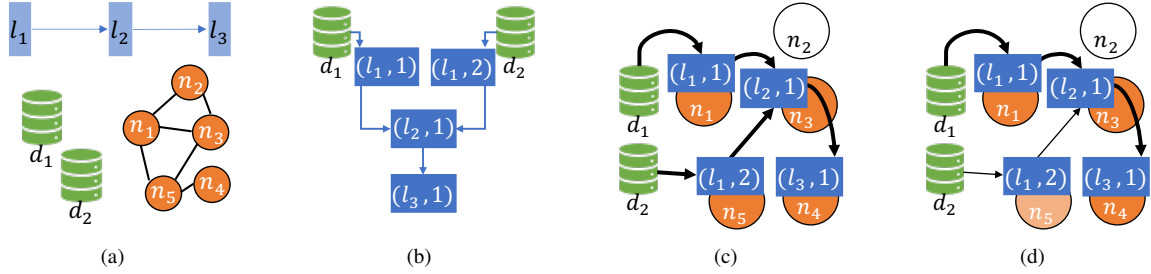 l₁ l₂ l₃
n₂
n₁ n₃
n₅ n₄
d₁
d₂
(a)
d₁ d₂
(l₁, 1) (l₁, 2)
(l₂, 1)
(l₃, 1)
(b)
n₂
(l₁, 1)
(l₂, 1)
d₁ n₁ n₃
(l₁, 2) (l₃, 1)
d₂ n₅ n₄
(c)
n₂
(l₁, 1)
(l₂, 1)
d₁ n₁ n₃
(l₁, 2) (l₃, 1)
d₂ n₅ n₄
(d)